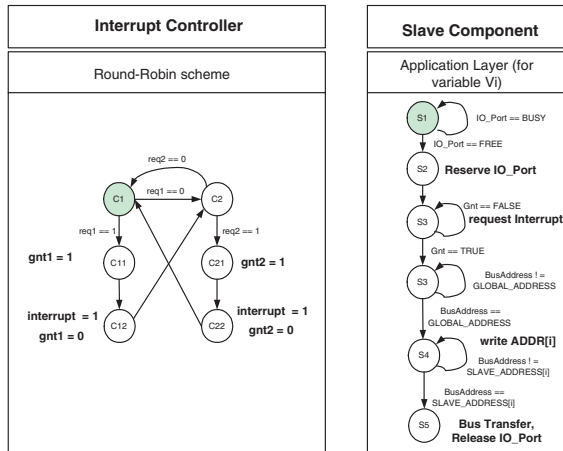 Interrupt Controller
Round-Robin scheme
req2 == 0
C1
req1 == 0
C2
req1 == 1
req2 == 1
gnt1 = 1
C11
C21
gnt2 = 1
interrupt = 1
gnt1 = 0
C12
C22
interrupt = 1
gnt2 = 0
Slave Component
Application Layer (for
variable Vi)
S1
IO_Port == BUSY
IO_Port == FREE
S2
Reserve IO_Port
Gnt == FALSE
S3
request Interrupt
Gnt == TRUE
S3
BusAddress !=
GLOBAL_ADDRESS
BusAddress ==
GLOBAL_ADDRESS
write ADDR[i]
S4
BusAddress ! =
SLAVE_ADDRESS[i]
BusAddress ==
SLAVE_ADDRESS[i]
S5
Bus Transfer,
Release IO_Port